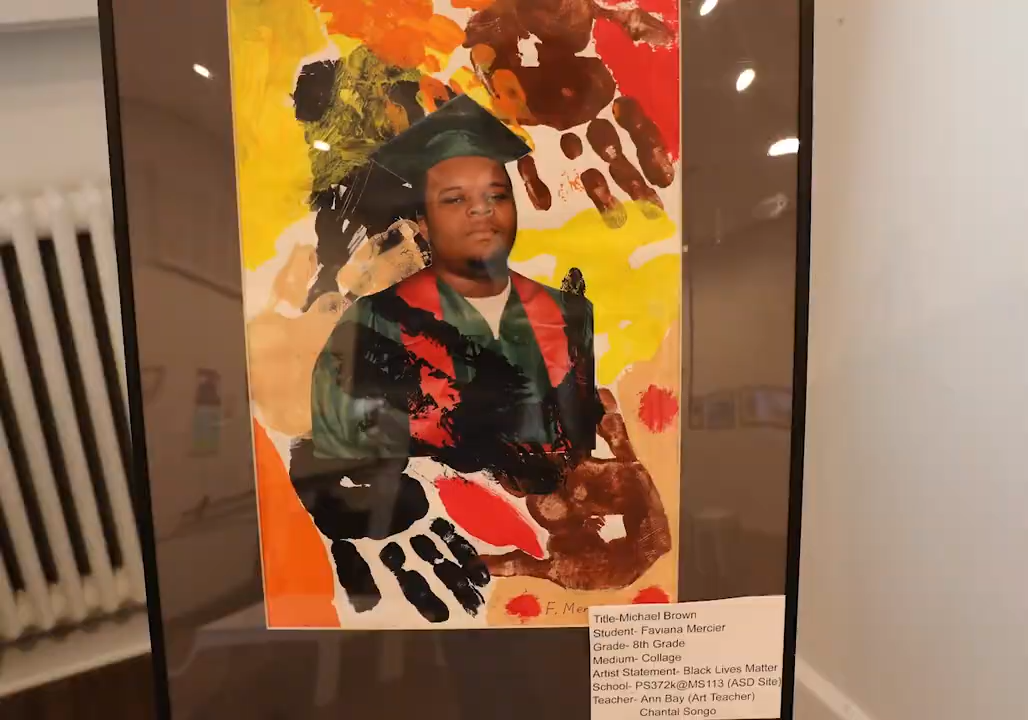 F. Mer
Title-Michael Brown
Student- Faviana Mercier
Grade- 8th Grade
Medium- Collage
Artist Statement- Black Lives Matter
School- PS372k@MS113 (ASD Site)
Teacher- Ann Bay (Art Teacher)
Chantal Songo